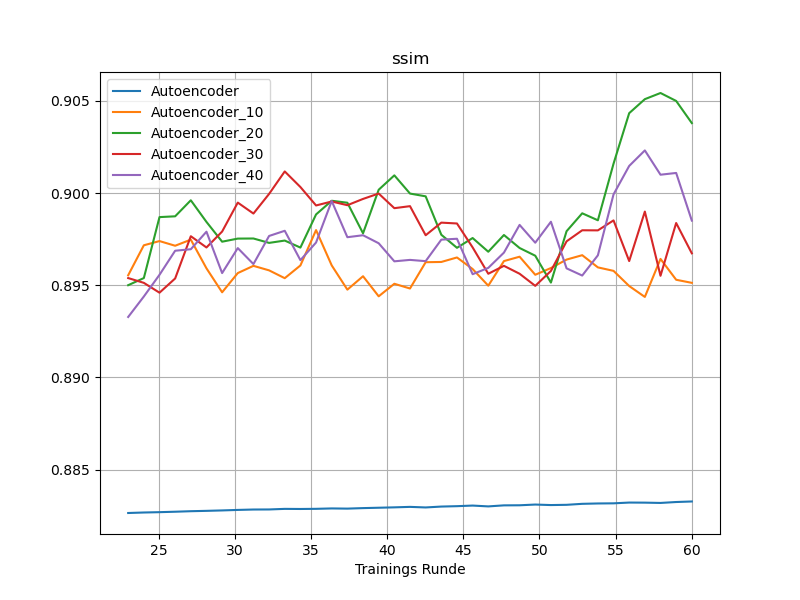 ssim
Autoencoder
Autoencoder_10
Autoencoder_20
Autoencoder_30
Autoencoder_40
0.905
0.900
0.895
0.890
0.885
25 30 35 40 45 50 55 60
Trainings Runde